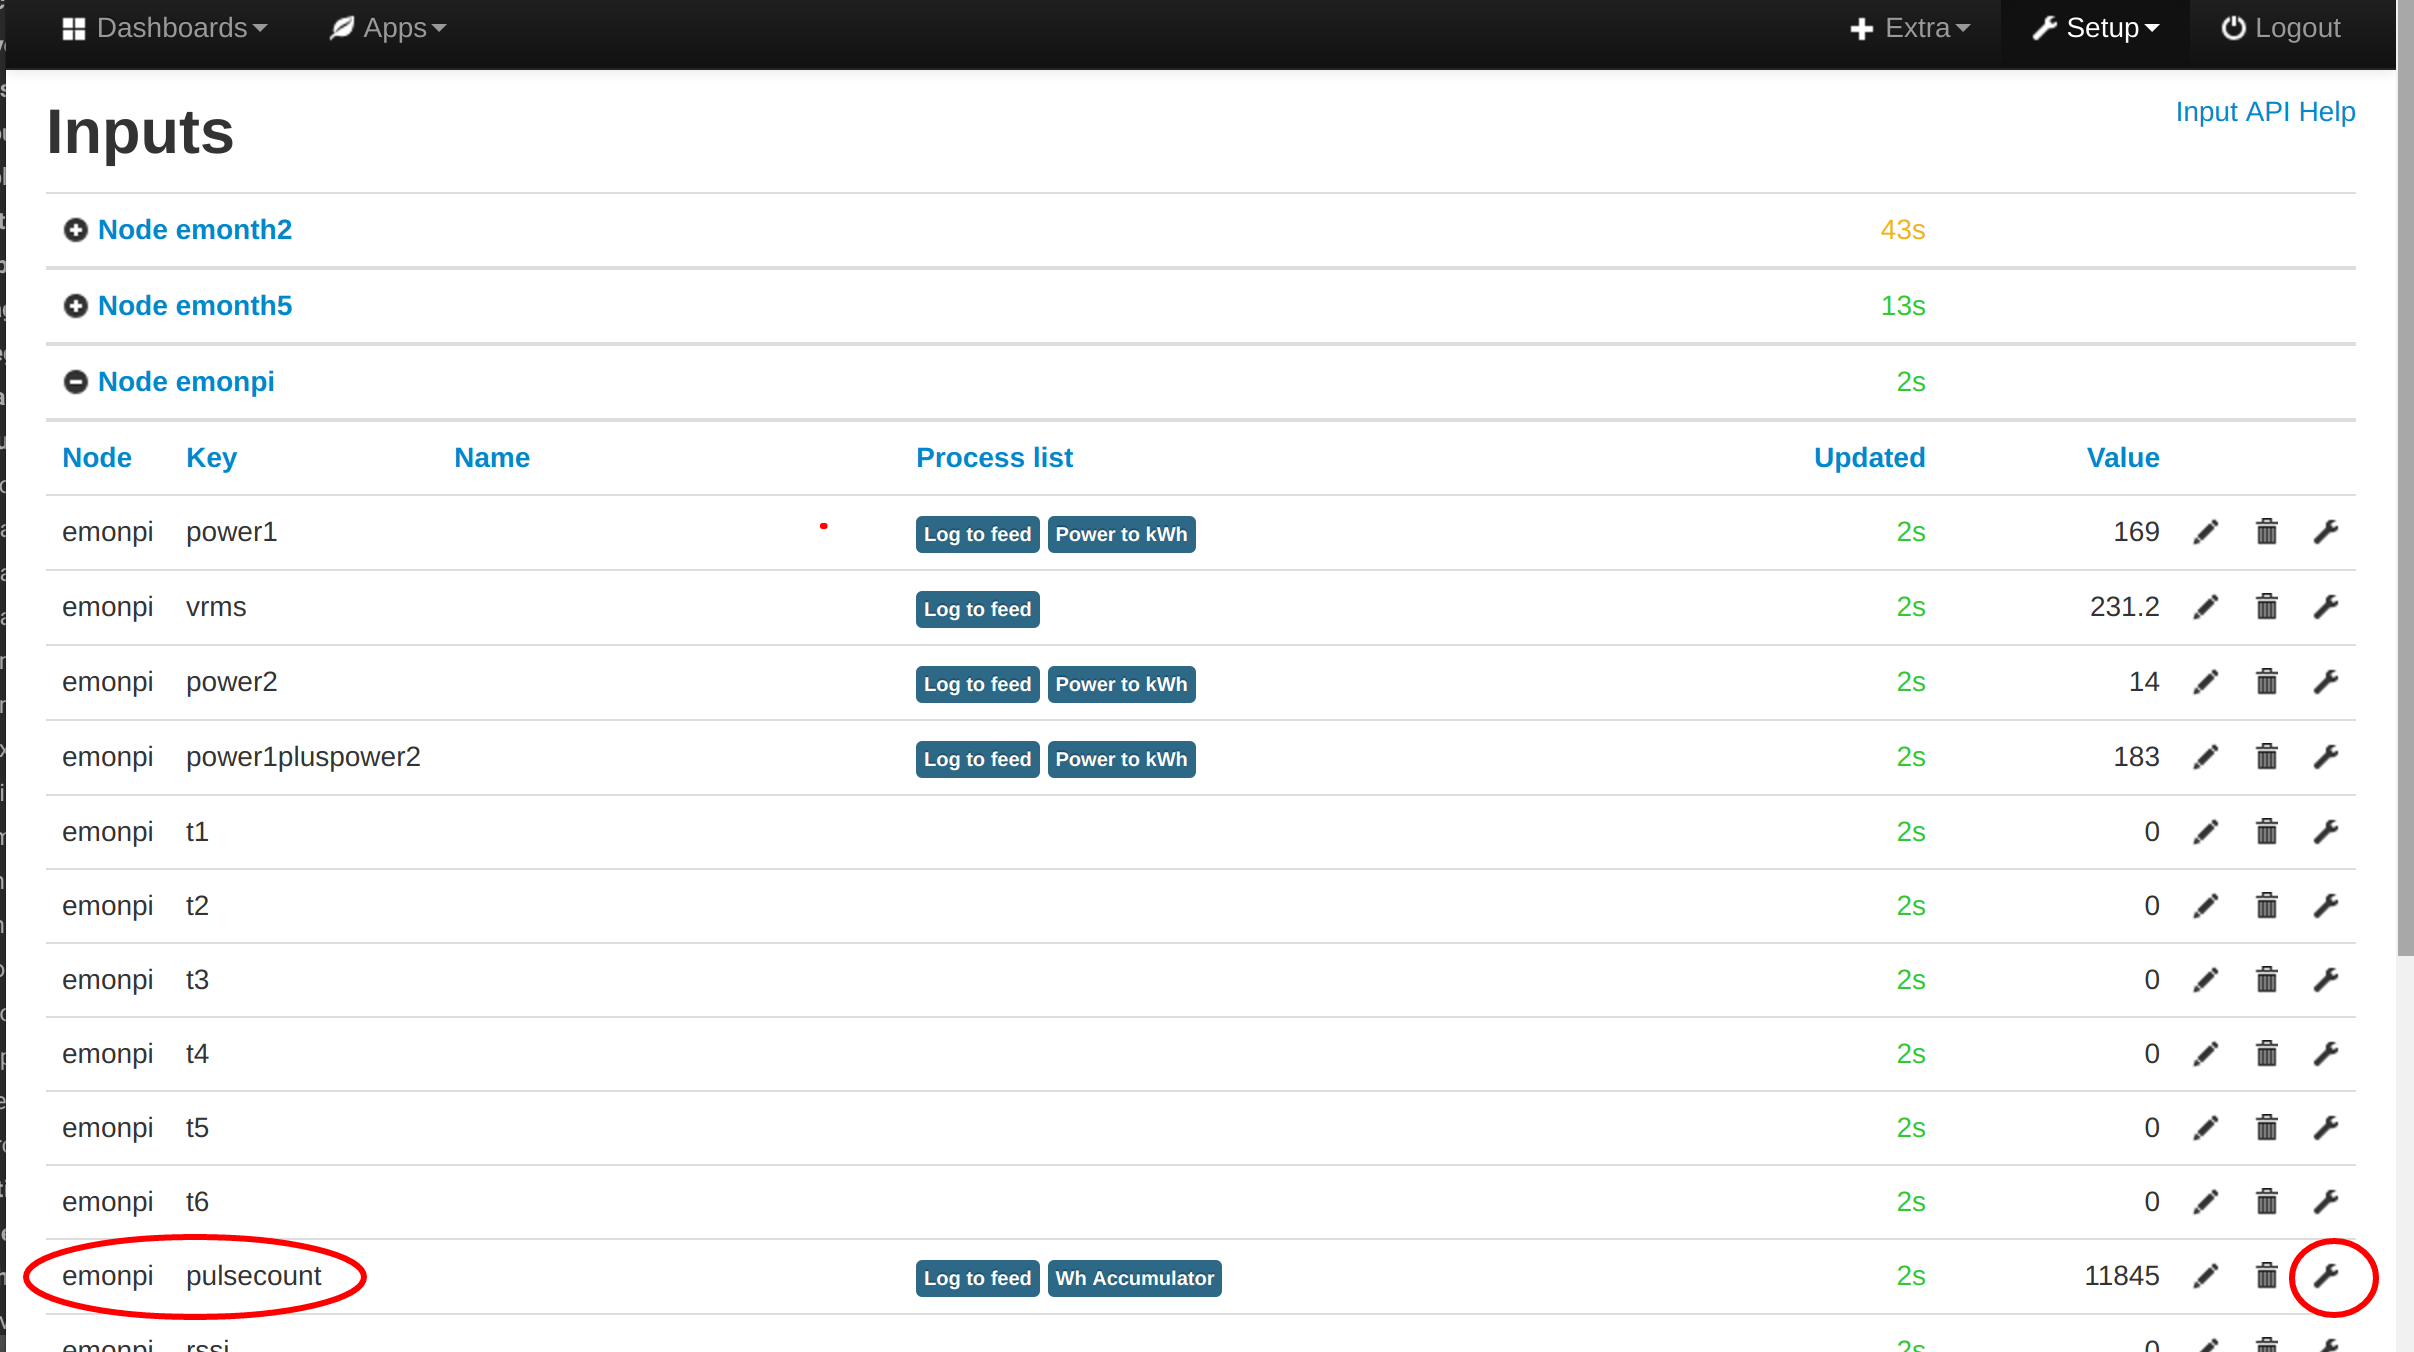 Dashboards Apps Extra Setup Logout
Inputs
Input API Help
Node emonth2 43s
Node emonth5 13s
Node emonpi 2s
Node Key Name Process list Updated Value
emonpi power1 Log to feed Power to kWh 2s 169
emonpi vrms Log to feed 2s 231.2
emonpi power2 Log to feed Power to kWh 2s 14
emonpi power1pluspower2 Log to feed Power to kWh 2s 183
emonpi t1 2s 0
emonpi t2 2s 0
emonpi t3 2s 0
emonpi t4 2s 0
emonpi t5 2s 0
emonpi t6 2s 0
emonpi pulsecount Log to feed Wh Accumulator 2s 11845
emonpi rssi 2s 0